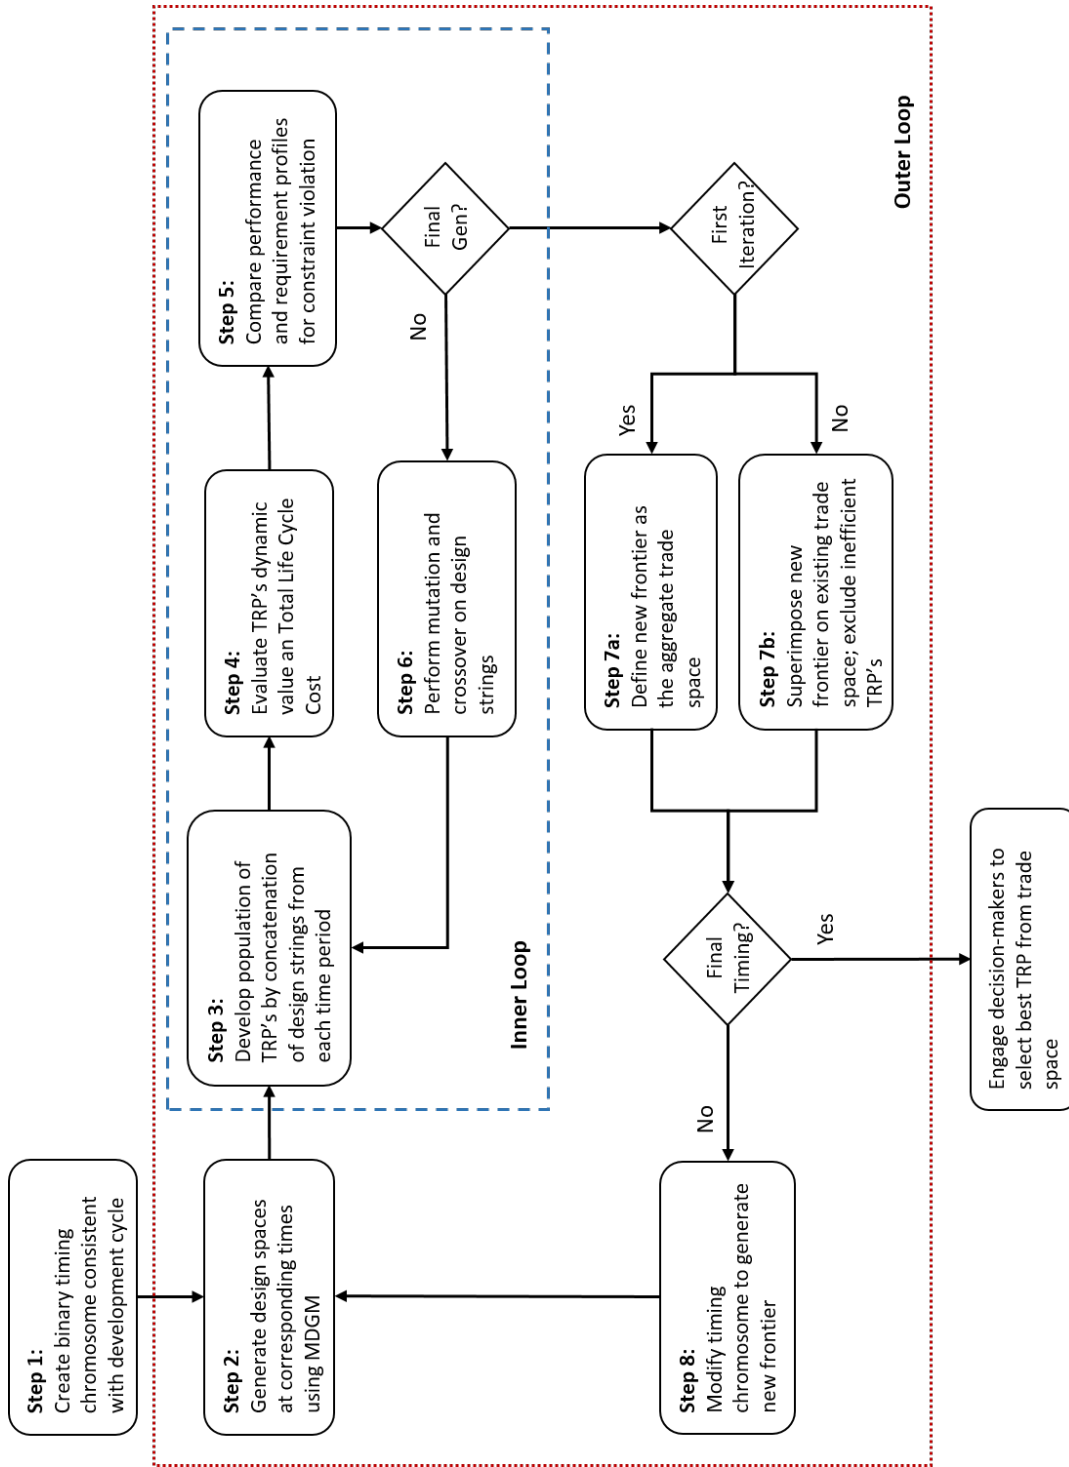 Step 1:
Create binary timing
chromosome consistent
with development cycle
Step 2:
Generate design spaces
at corresponding times
using MDGM
Step 3:
Develop population of
TRP's by concatenation
of design strings from
each time period
Step 4:
Evaluate TRP's dynamic
value an Total Life Cycle
Cost
Step 5:
Compare performance
and requirement profiles
for constraint violation
Final
Gen?
No
Step 6:
Perform mutation and
crossover on design
strings
Inner Loop
First
Iteration?
Yes
No
Step 7a:
Define new frontier as
the aggregate trade
space
Step 7b:
Superimpose new
frontier on existing trade
space; exclude inefficient
TRP's
Final
Timing?
No
Yes
Step 8:
Modify timing
chromosome to generate
new frontier
Outer Loop
Engage decision-makers to
select best TRP from trade
space